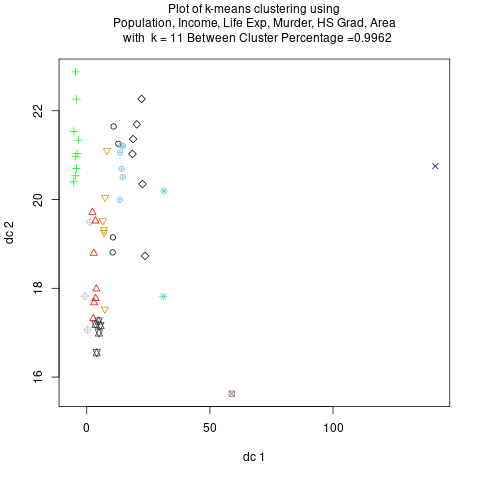 Plot of k-means clustering using
Population, Income, Life Exp, Murder, HS Grad, Area
with k = 11 Between Cluster Percentage =0.9962
22
20
18
16
dc 2
0 50 100
dc 1